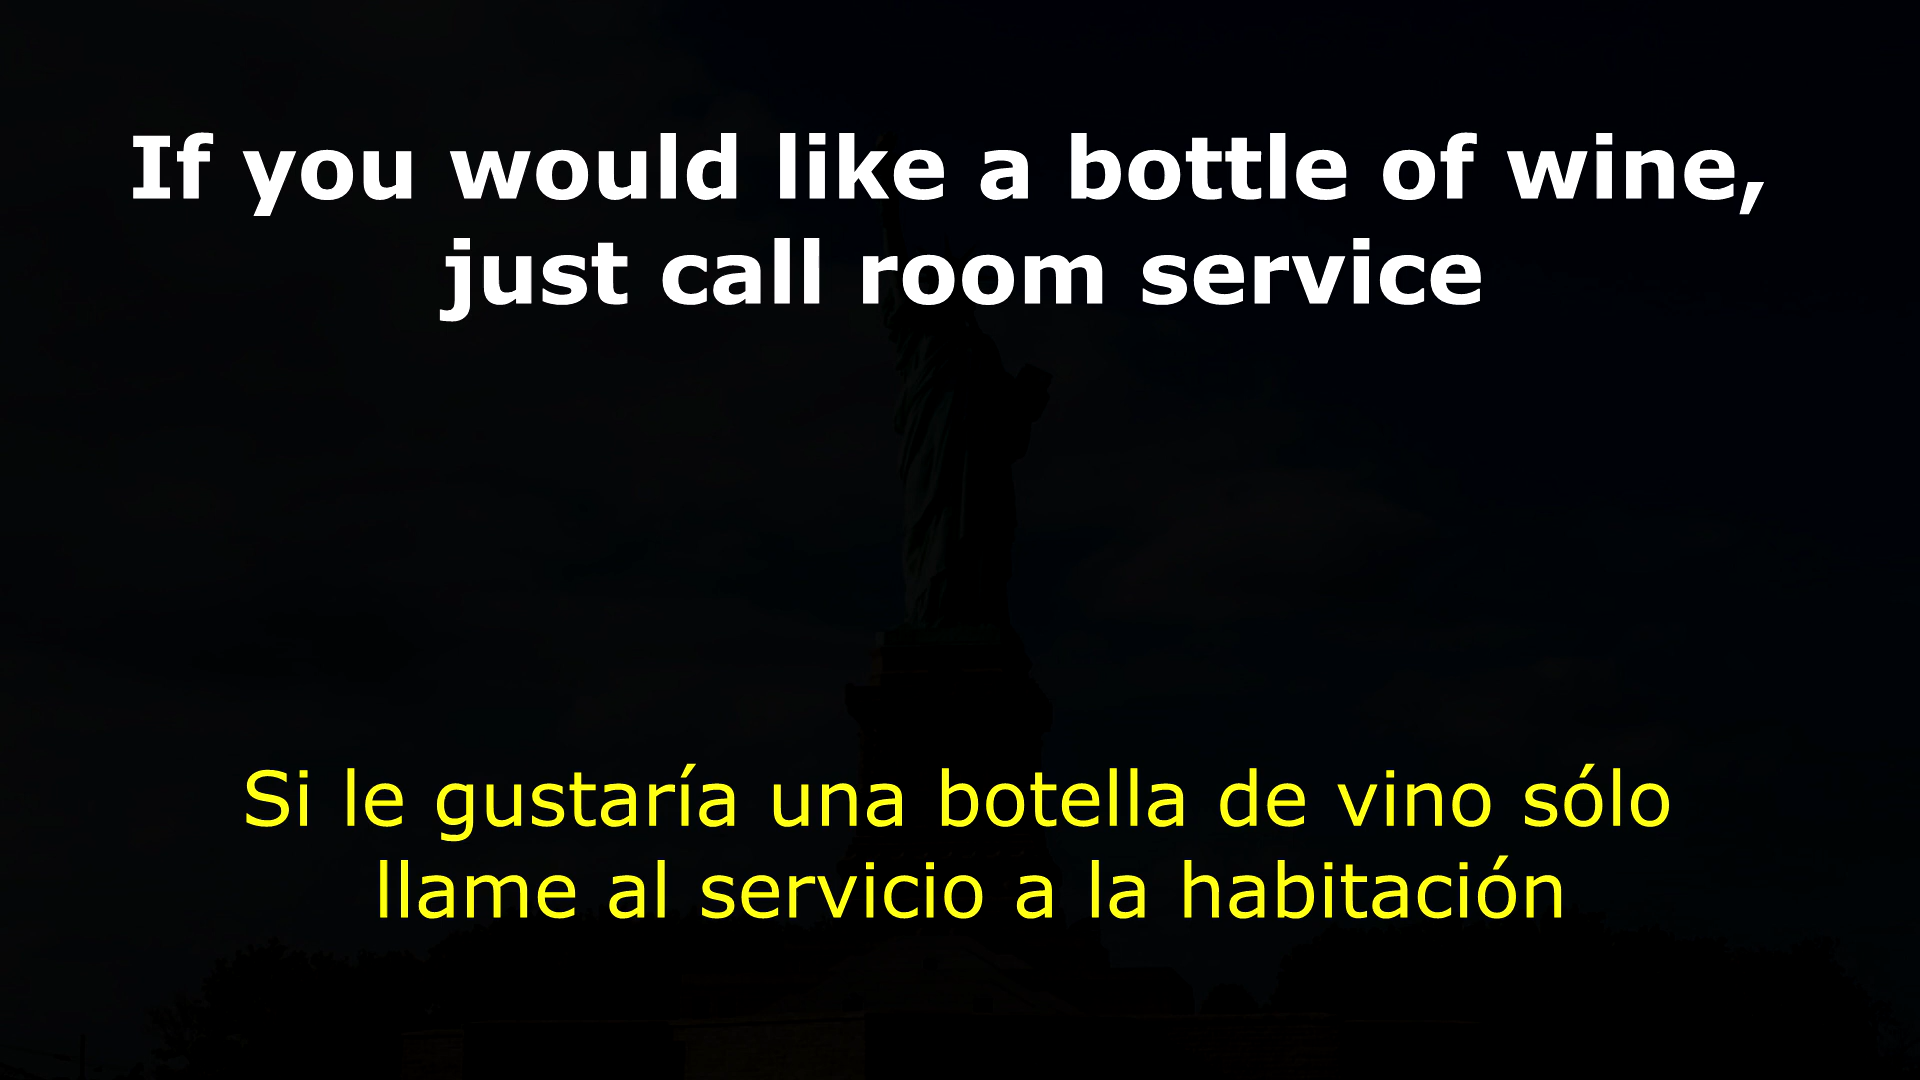 If you would like a bottle of wine,
just call room service
Si le gustaría una botella de vino sólo
llame al servicio a la habitación